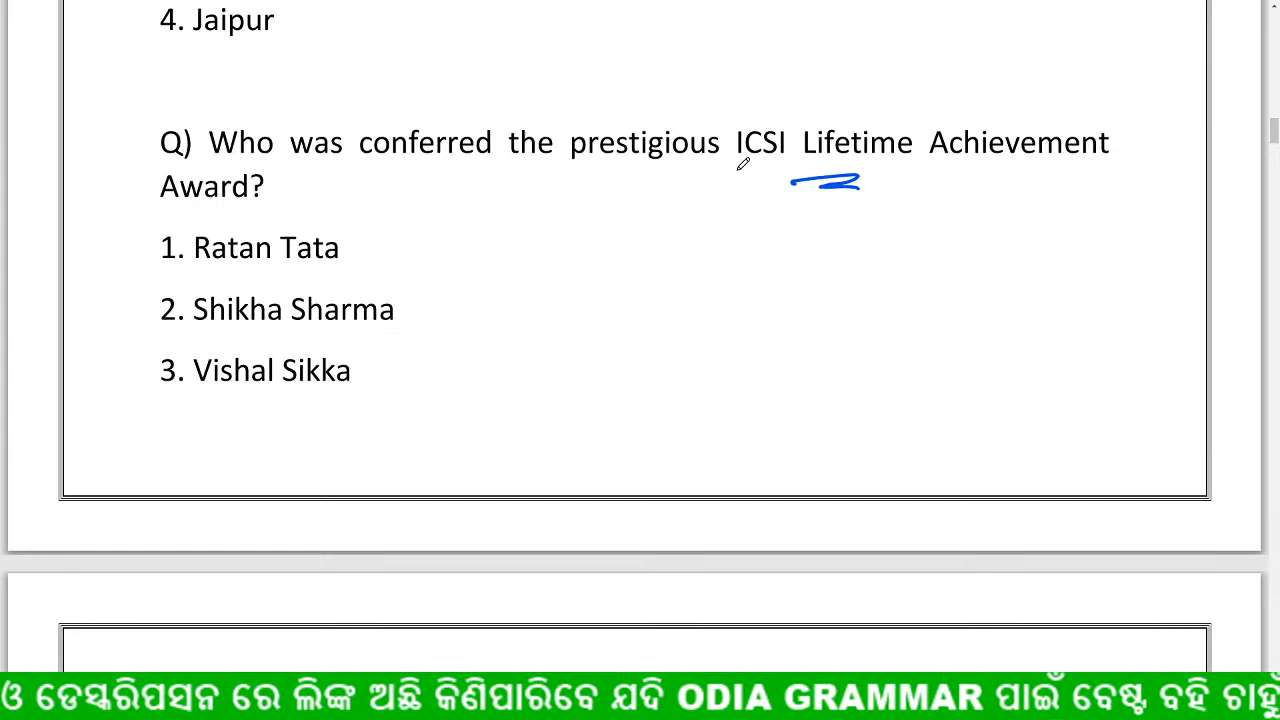 4. Jaipur
Q) Who was conferred the prestigious ICSI Lifetime Achievement
Award?
1. Ratan Tata
2. Shikha Sharma
3. Vishal Sikka
ଓ ଡେସ୍କରିପସନ ରେ ଲିଙ୍କ ଅଛି କିଣିପାରିବେ ଯଦି ODIA GRAMMAR ପାଇଁ ବେଷ୍ଟ ବହି ଚାହୁଁ